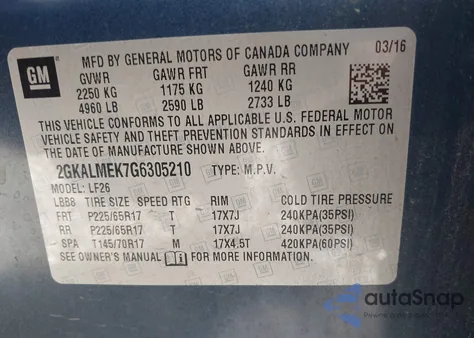 GM
MFD BY GENERAL MOTORS OF CANADA COMPANY 03/16
GVWR GAWR FRT GAWR RR
2250 KG 1175 KG 1240 KG
4960 LB 2590 LB 2733 LB
THIS VEHICLE CONFORMS TO ALL APPLICABLE U.S. FEDERAL MOTOR
VEHICLE SAFETY AND THEFT PREVENTION STANDARDS IN EFFECT ON
THE DATE OF MANUFACTURE SHOWN ABOVE.
2GKALMEK7G6305210 TYPE: M.P.V.
MODEL: LF26
LBB8 TIRE SIZE SPEED RTG RIM COLD TIRE PRESSURE
FRT P225/65R17 T 17X7J 240KPA(35PSI)
RR P225/65R17 T 17X7J 240KPA(35PSI)
SPA T145/70R17 M 17X4.5T 420KPA(60PSI)
SEE OWNER'S MANUAL FOR MORE INFORMATION
autoSnap